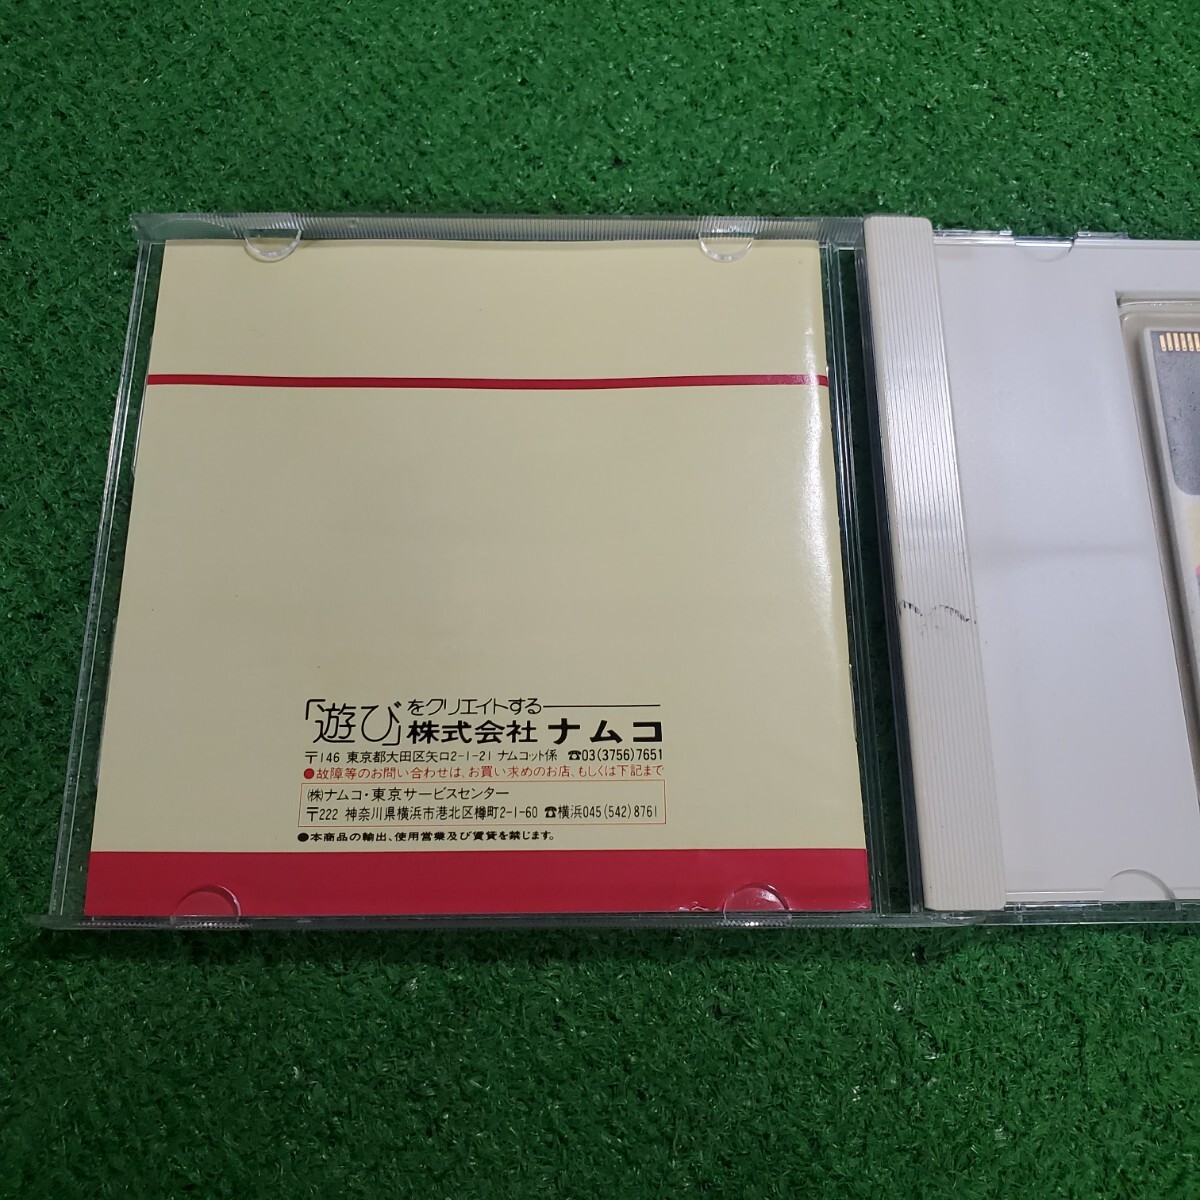 「遊び」をクリエイトする
株式会社 ナムコ
〒146 東京都大田区矢口2-1-21 ナムコット係 ☎03(3756)7651
●故障等のお問い合わせは、お買い求めのお店、もしくは下記まで
㈱ナムコ・東京サービスセンター
〒222 神奈川県横浜市港北区樽町2-1-60 ☎横浜045(542)8761
●本商品の輸出、使用営業及び賃貸を禁じます。